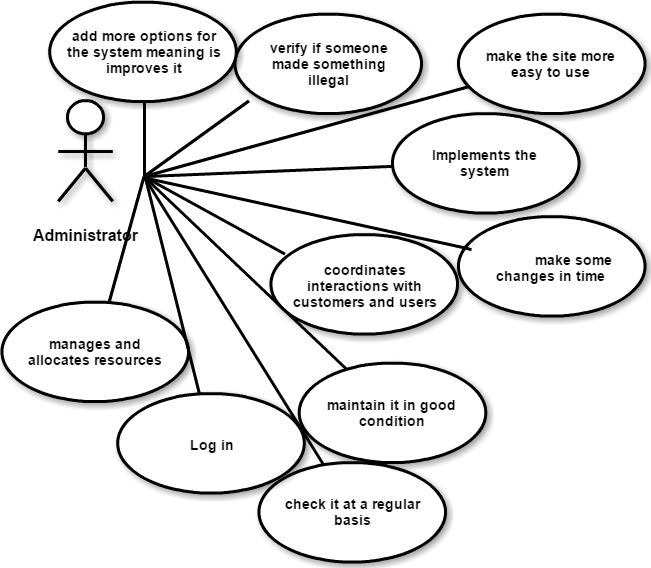 add more options for
the system meaning is
improves it
verify if someone
made something
illegal
make the site more
easy to use
Implements the
system
Administrator
make some
changes in time
coordinates
interactions with
customers and users
manages and
allocates resources
maintain it in good
condition
Log in
check it at a regular
basis